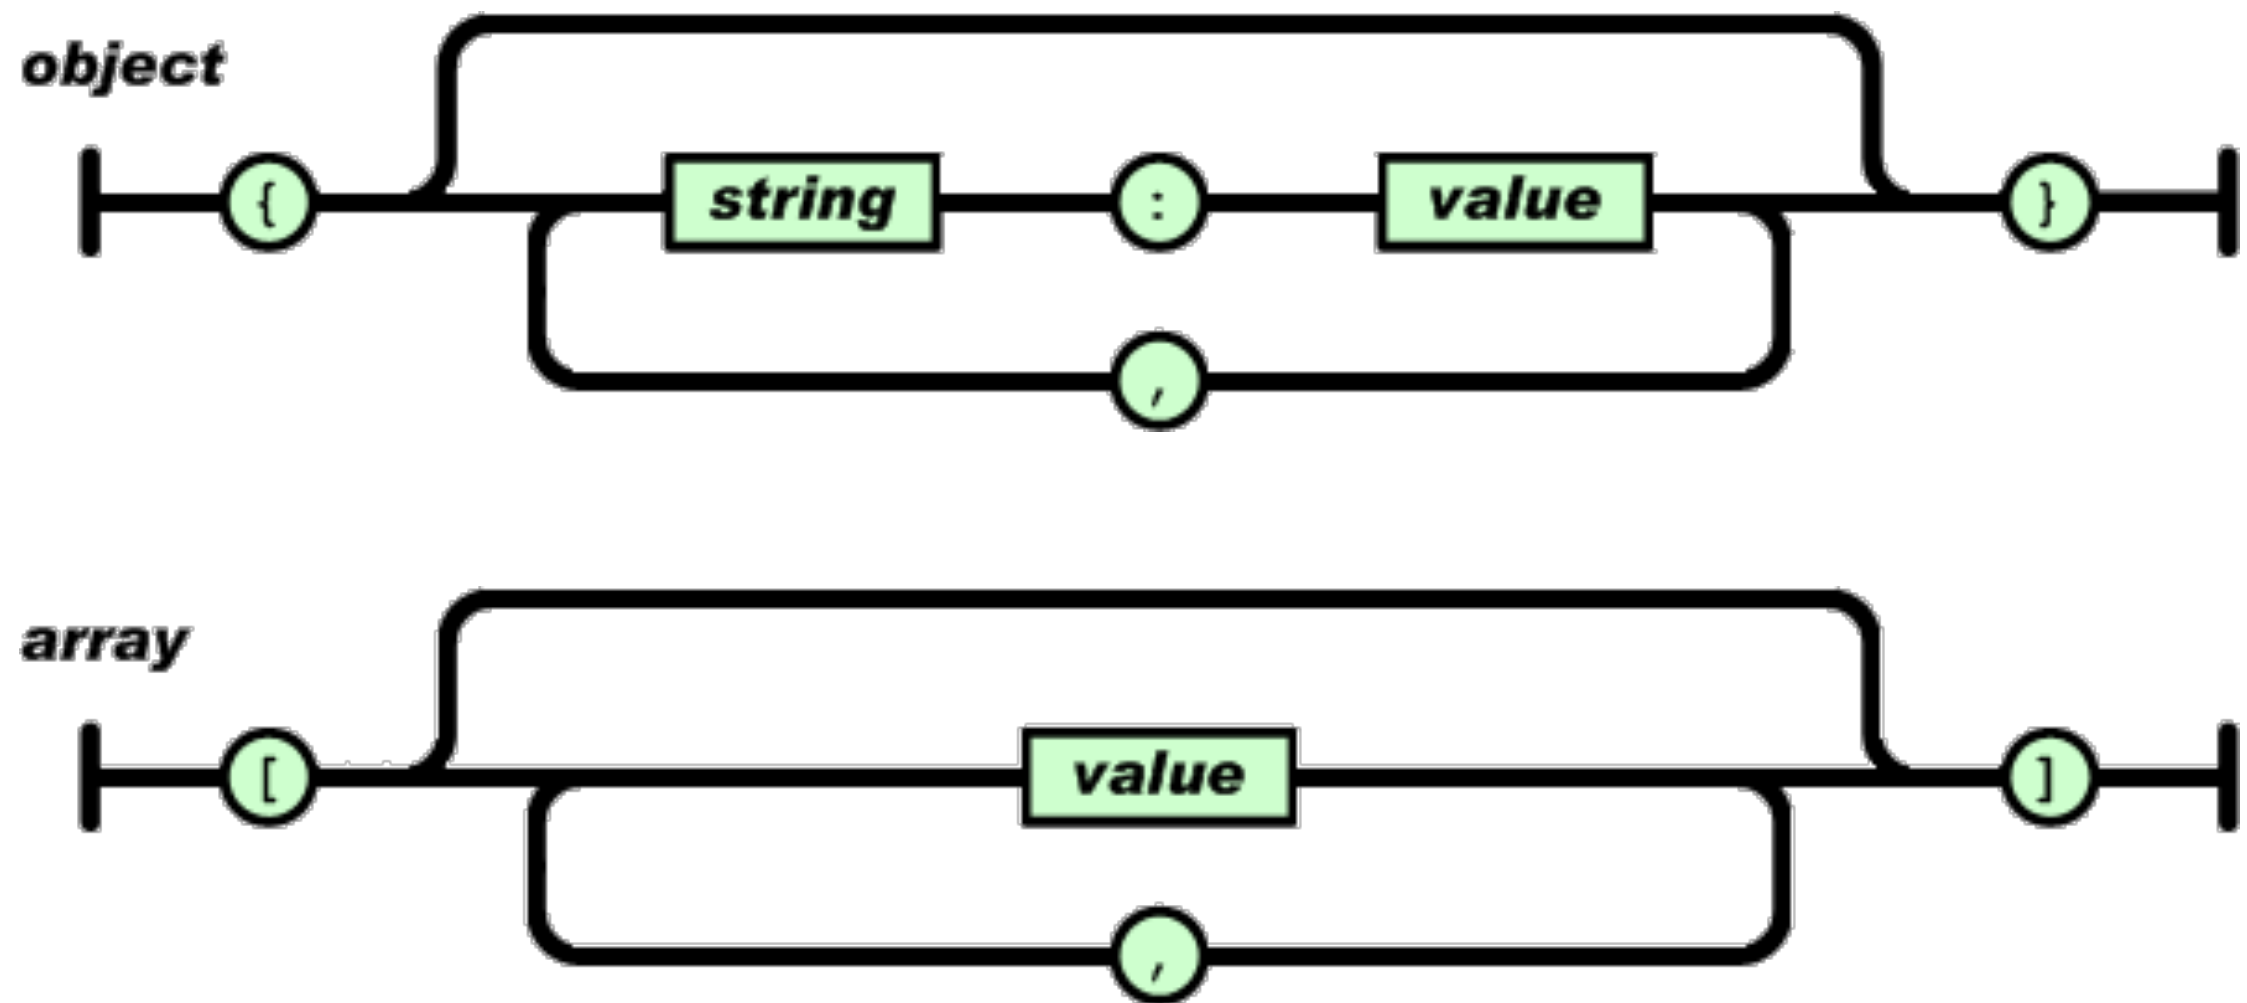 object
{ string : value }
,
array
[ value ]
,